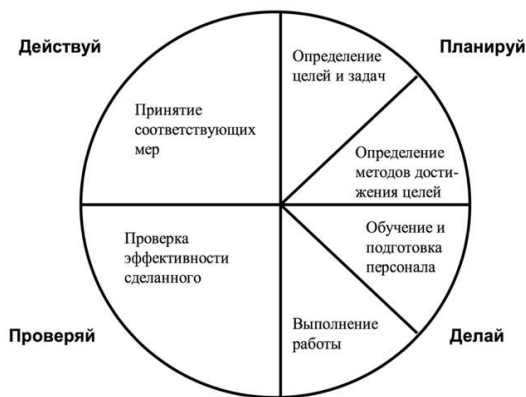 Действуй
Планируй
Определение
целей и задач
Принятие
соответствующих
мер
Определение
методов дости-
жения целей
Обучение и
подготовка
персонала
Проверка
эффективности
сделанного
Выполнение
работы
Проверяй
Делай